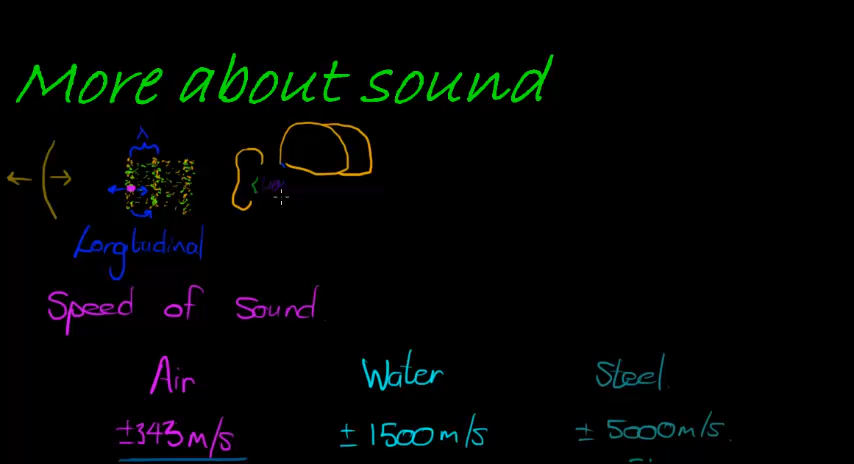 More about sound
λ
Longitudinal
Speed of Sound
Air Water Steel
±343m/s ±1500m/s ±5000m/s.